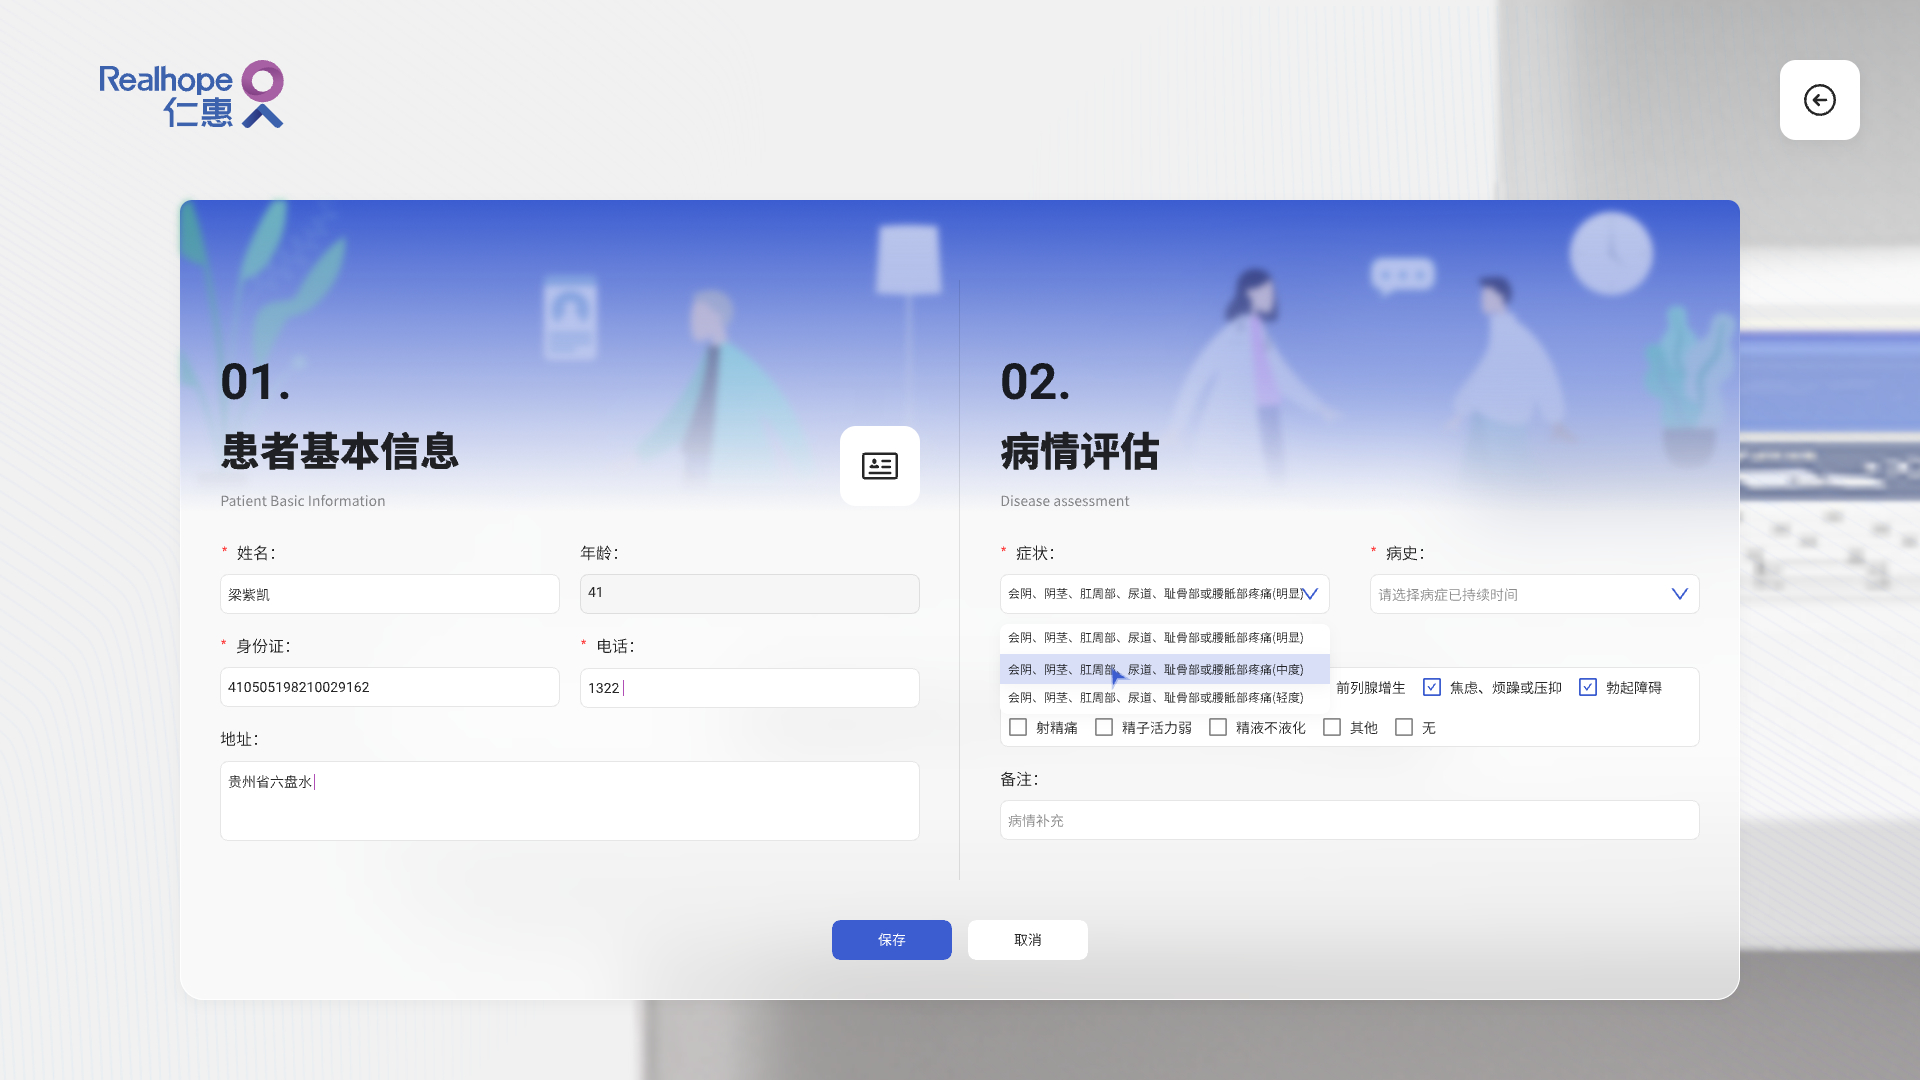 Realhope
仁惠
01.
患者基本信息
Patient Basic Information
* 姓名：
梁紫凯
年龄：
41
* 身份证：
410505198210029162
* 电话：
1322
地址：
贵州省六盘水
02.
病情评估
Disease assessment
* 症状：
会阴、阴茎、肛周部、尿道、耻骨部或腰骶部疼痛(明显)
* 病史：
请选择病症已持续时间
会阴、阴茎、肛周部、尿道、耻骨部或腰骶部疼痛(明显)
会阴、阴茎、肛周部、尿道、耻骨部或腰骶部疼痛(中度)
会阴、阴茎、肛周部、尿道、耻骨部或腰骶部疼痛(轻度)
前列腺增生 焦虑、烦躁或压抑 勃起障碍
射精痛 精子活力弱 精液不液化 其他 无
备注：
病情补充
保存 取消